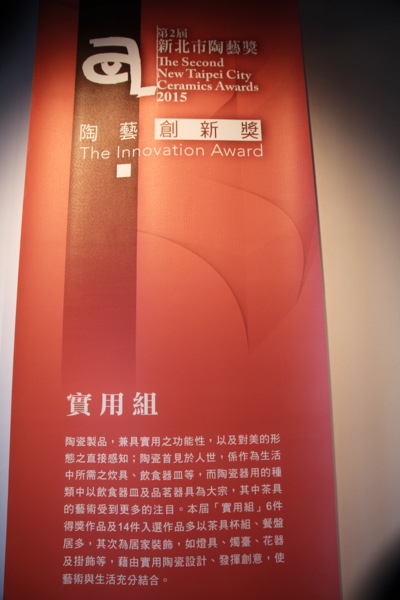 第2屆
新北市陶藝獎
The Second
New Taipei City
Ceramics Awards
2015
陶藝創新獎
The Innovation Award
實用組
陶瓷製品，兼具實用之功能性，以及對美的形
態之直接感知；陶瓷首見於人世，係作為生活
中所需之炊具、飲食器皿等，而陶瓷器用的種
類中以飲食器皿及品茗器具為大宗，其中茶具
的藝術受到更多的注目。本屆「實用組」6件
得獎作品及14件入選作品多以茶具杯組、餐盤
居多，其次為居家裝飾，如燈具、燭臺、花器
及掛飾等，藉由實用陶瓷設計、發揮創意，使
藝術與生活充分結合。